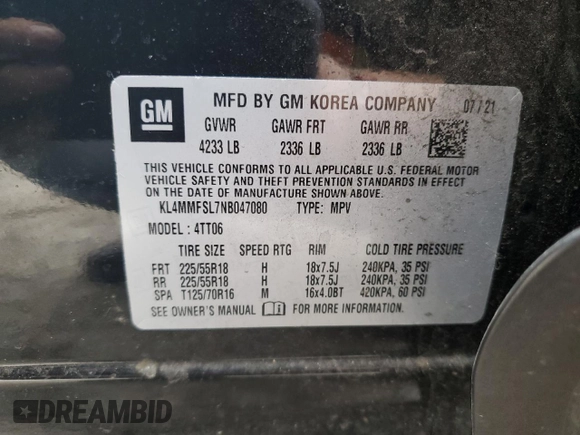 GM MFD BY GM KOREA COMPANY 07/21
GVWR GAWR FRT GAWR RR
4233 LB 2336 LB 2336 LB
THIS VEHICLE CONFORMS TO ALL APPLICABLE U.S. FEDERAL MOTOR
VEHICLE SAFETY AND THEFT PREVENTION STANDARDS IN EFFECT
ON THE DATE OF MANUFACTURE SHOWN ABOVE.
KL4MMFSL7NB047080 TYPE: MPV
MODEL: 4TT06
TIRE SIZE SPEED RTG RIM COLD TIRE PRESSURE
FRT 225/55R18 H 18x7.5J 240KPA, 35 PSI
RR 225/55R18 H 18x7.5J 240KPA, 35 PSI
SPA T125/70R16 M 16x4.0BT 420KPA, 60 PSI
SEE OWNER'S MANUAL FOR MORE INFORMATION
DREAMBID